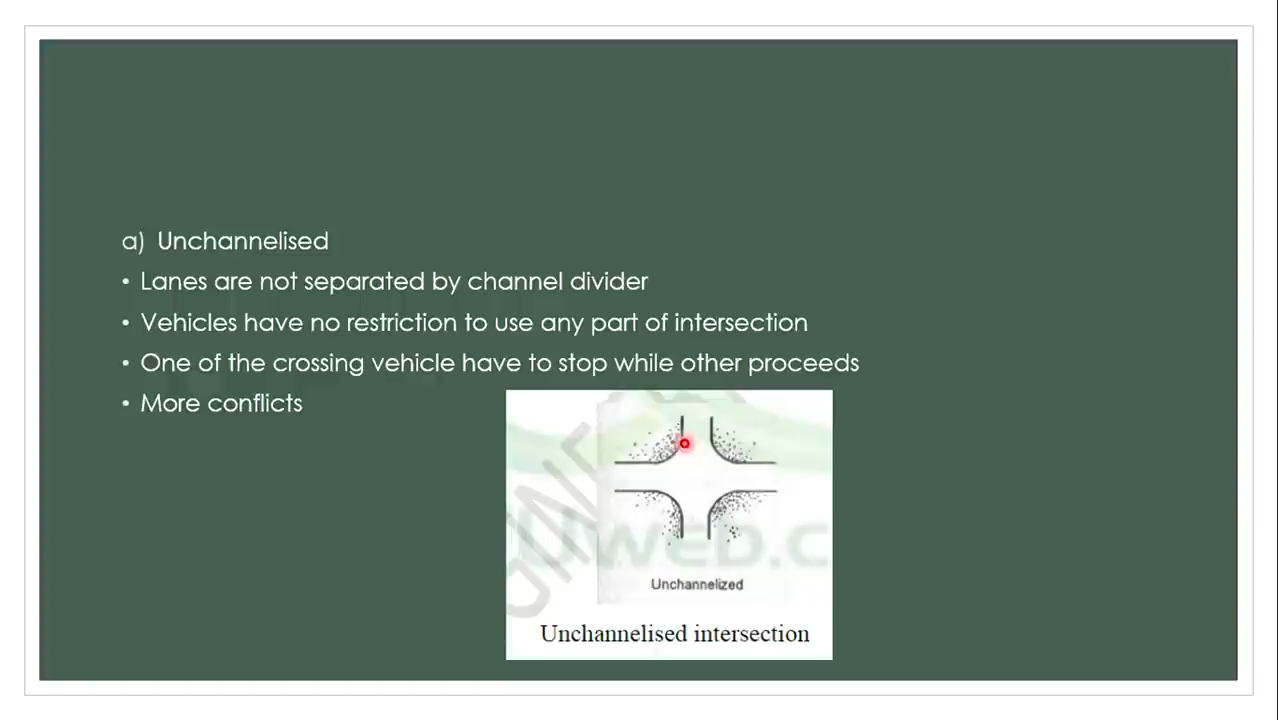 a) Unchannelised
• Lanes are not separated by channel divider
• Vehicles have no restriction to use any part of intersection
• One of the crossing vehicle have to stop while other proceeds
• More conflicts
Unchannelized
Unchannelised intersection